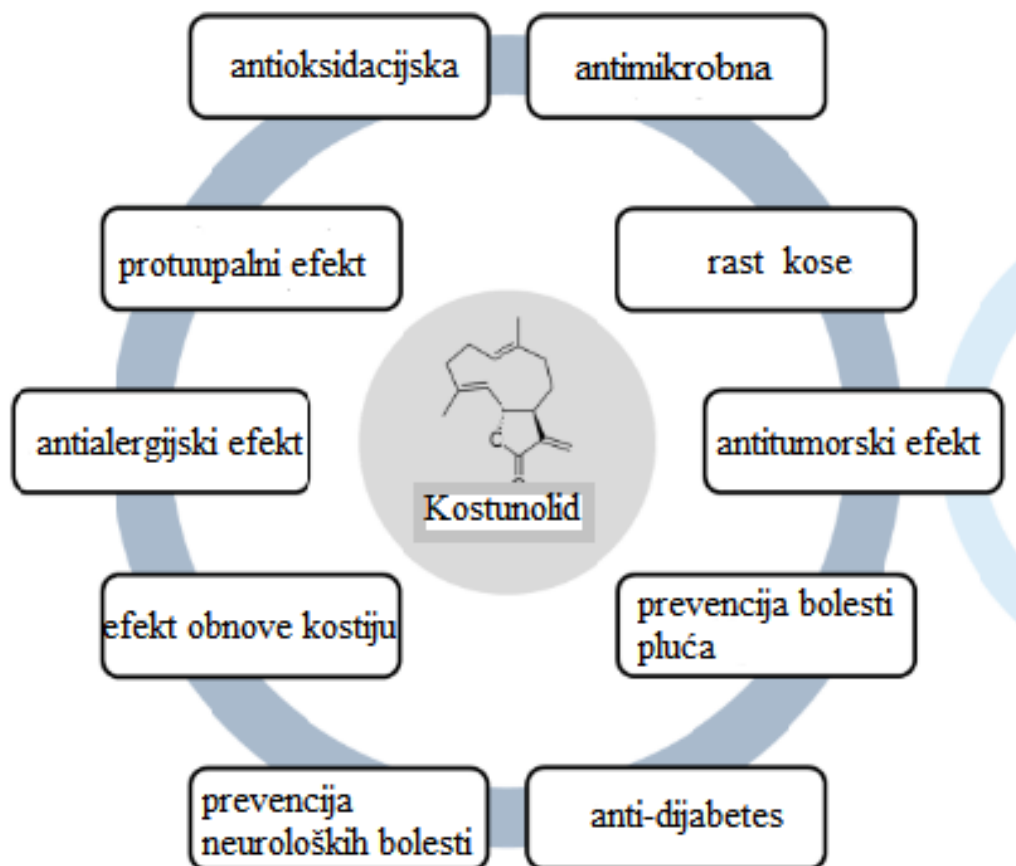 antioksidacijska
antimikrobna
protuupalni efekt
rast kose
antialergijski efekt
antitumorski efekt
Kostunolid
efekt obnove kostiju
prevencija bolesti
pluća
prevencija
neuroloških bolesti
anti-dijabetes